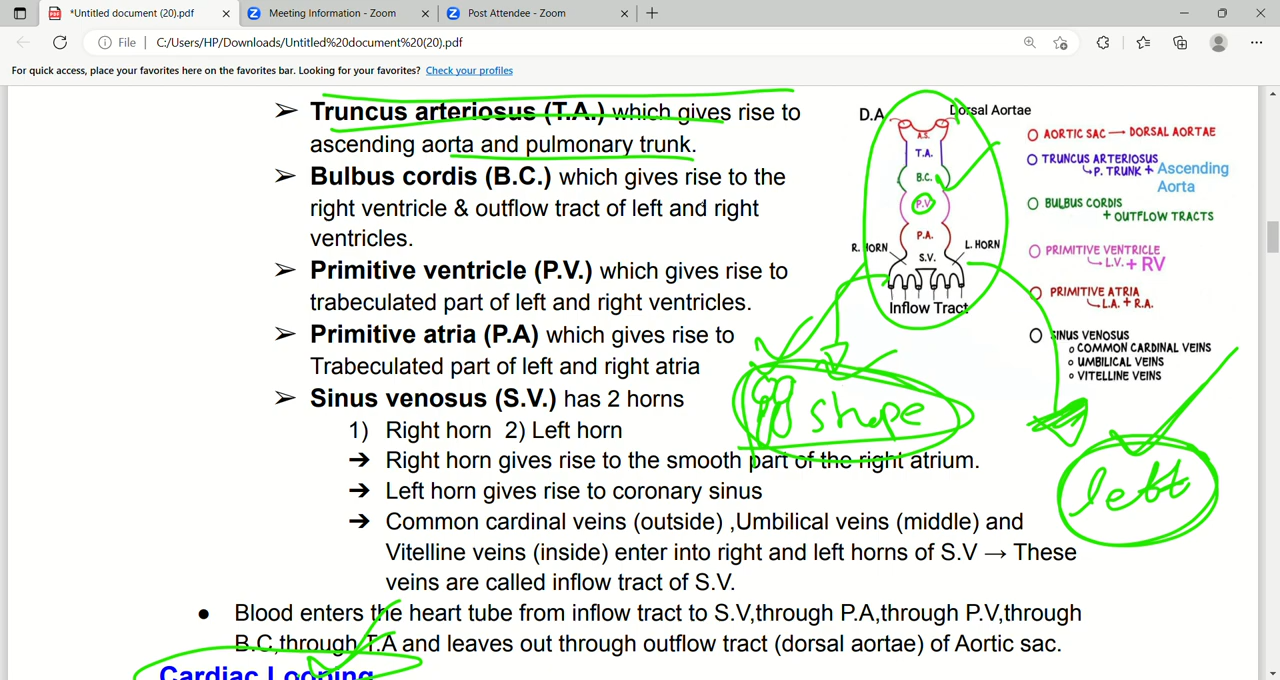 *Untitled document (20).pdf
Meeting Information - Zoom
Post Attendee - Zoom
File
C:/Users/HP/Downloads/Untitled%20document%20(20).pdf
For quick access, place your favorites here on the favorites bar. Looking for your favorites? Check your profiles
➢ Truncus arteriosus (T.A.) which gives rise to
ascending aorta and pulmonary trunk.
➢ Bulbus cordis (B.C.) which gives rise to the
right ventricle & outflow tract of left and right
ventricles.
➢ Primitive ventricle (P.V.) which gives rise to
trabeculated part of left and right ventricles.
➢ Primitive atria (P.A) which gives rise to
Trabeculated part of left and right atria
➢ Sinus venosus (S.V.) has 2 horns
1) Right horn 2) Left horn
➔ Right horn gives rise to the smooth part of the right atrium.
➔ Left horn gives rise to coronary sinus
➔ Common cardinal veins (outside) ,Umbilical veins (middle) and
Vitelline veins (inside) enter into right and left horns of S.V → These
veins are called inflow tract of S.V.
● Blood enters the heart tube from inflow tract to S.V,through P.A,through P.V,through
B.C,through T.A and leaves out through outflow tract (dorsal aortae) of Aortic sac.
Cardiac Looping
D.A
Dorsal Aortae
A.S.
T.A.
B.C.
P.V.
P.A.
R. HORN
L. HORN
S.V.
Inflow Tract
AORTIC SAC → DORSAL AORTAE
TRUNCUS ARTERIOSUS
↳ P. TRUNK + Ascending
Aorta
BULBUS CORDIS
+ OUTFLOW TRACTS
PRIMITIVE VENTRICLE
↳ L.V. + RV
PRIMITIVE ATRIA
↳ L.A. + R.A.
SINUS VENOSUS
o COMMON CARDINAL VEINS
o UMBILICAL VEINS
o VITELLINE VEINS
shape
left